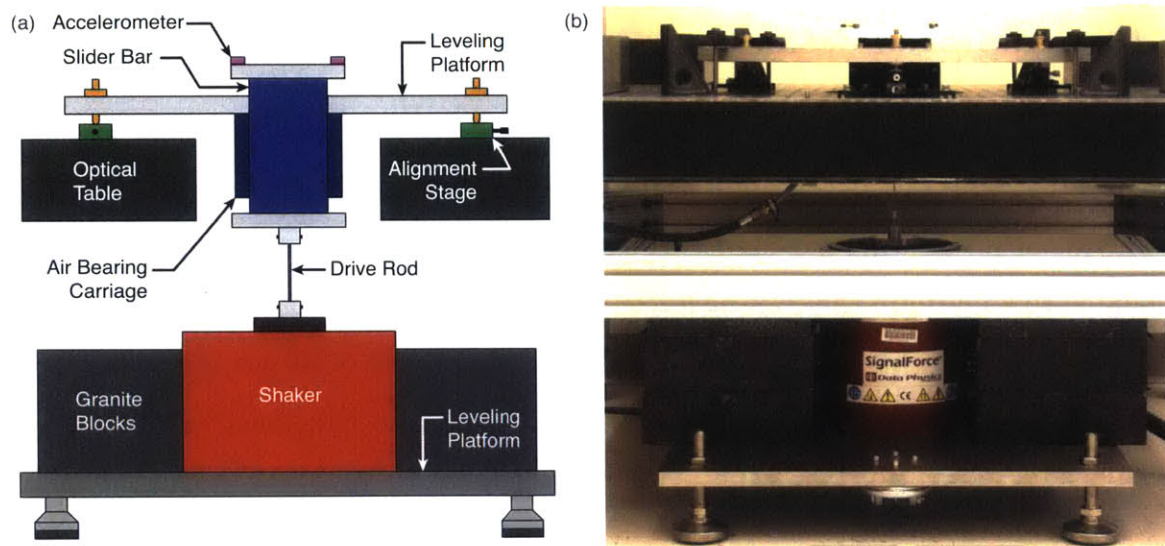 (a)
Accelerometer
Slider Bar
Leveling
Platform
Optical
Table
Alignment
Stage
Air Bearing
Carriage
Drive Rod
Granite
Blocks
Shaker
Leveling
Platform
(b)
SignalForce
Data Physics
CE